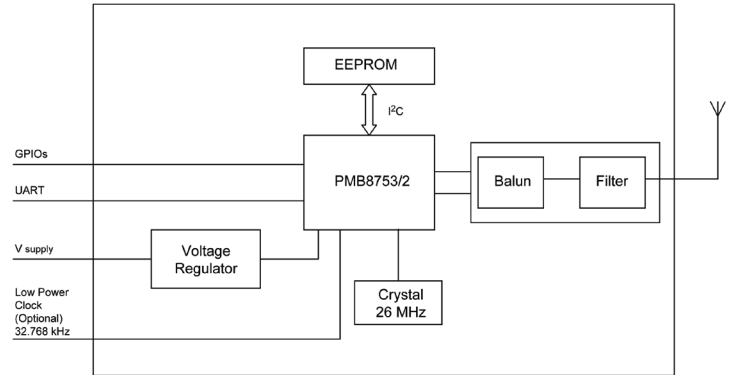 EEPROM
I²C
GPIOs
PMB8753/2
Balun
Filter
UART
V supply
Voltage
Regulator
Low Power
Clock
(Optional)
32.768 kHz
Crystal
26 MHz